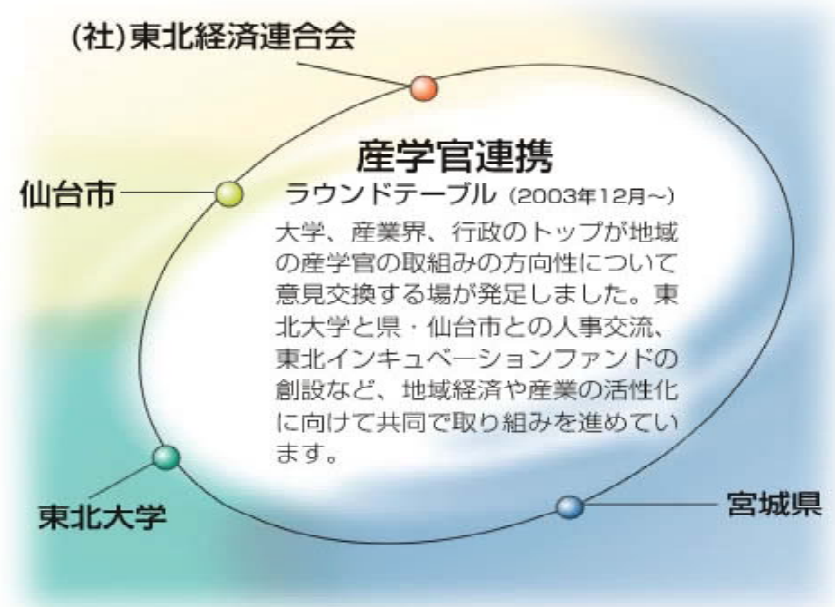 (社)東北経済連合会
産学官連携
仙台市
ラウンドテーブル（2003年12月～）
大学、産業界、行政のトップが地域
の産学官の取組みの方向性について
意見交換する場が発足しました。東
北大学と県・仙台市との人事交流、
東北インキュベーションファンドの
創設など、地域経済や産業の活性化
に向けて共同で取り組みを進めてい
ます。
東北大学
宮城県